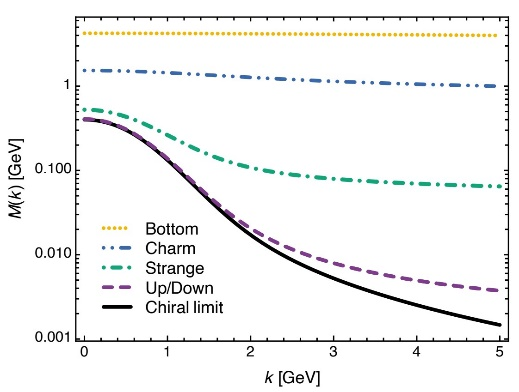 M(k) [GeV]
1
0.100
0.010
0.001
Bottom
Charm
Strange
Up/Down
Chiral limit
0 1 2 3 4 5
k [GeV]